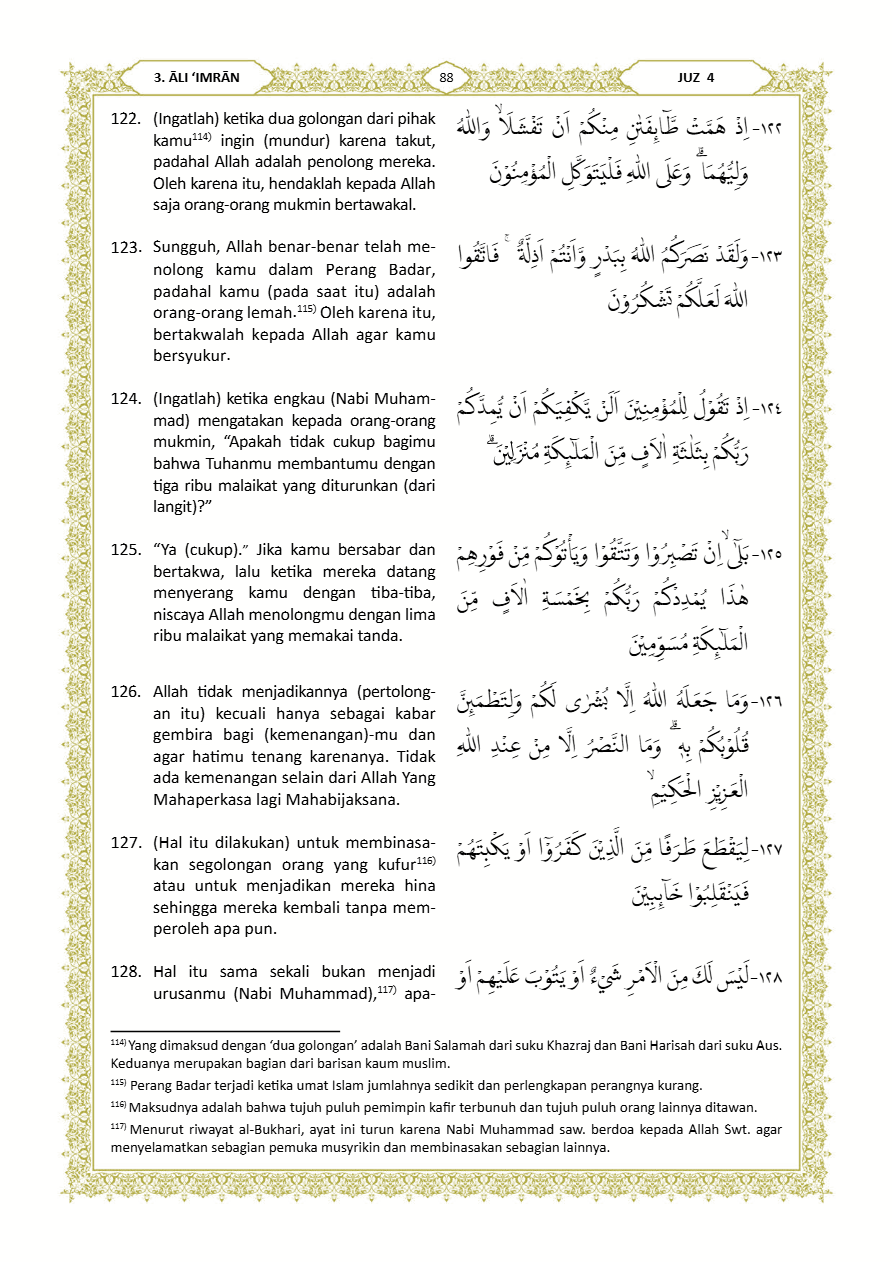 3. ĀLI ‘IMRĀN
88
JUZ 4
122. (Ingatlah) ketika dua golongan dari pihak
kamu¹¹⁴⁾ ingin (mundur) karena takut,
padahal Allah adalah penolong mereka.
Oleh karena itu, hendaklah kepada Allah
saja orang-orang mukmin bertawakal.
١٢٢- اِذْ هَمَّتْ طَّاۤىِٕفَتٰنِ مِنْكُمْ اَنْ تَفْشَلَاۙ وَاللّٰهُ
وَلِيُّهُمَاۗ وَعَلَى اللّٰهِ فَلْيَتَوَكَّلِ الْمُؤْمِنُوْنَ
123. Sungguh, Allah benar-benar telah me-
nolong kamu dalam Perang Badar,
padahal kamu (pada saat itu) adalah
orang-orang lemah.¹¹⁵⁾ Oleh karena itu,
bertakwalah kepada Allah agar kamu
bersyukur.
١٢٣- وَلَقَدْ نَصَرَكُمُ اللّٰهُ بِبَدْرٍ وَّاَنْتُمْ اَذِلَّةٌ ۚ فَاتَّقُوا
اللّٰهَ لَعَلَّكُمْ تَشْكُرُوْنَ
124. (Ingatlah) ketika engkau (Nabi Muham-
mad) mengatakan kepada orang-orang
mukmin, “Apakah tidak cukup bagimu
bahwa Tuhanmu membantumu dengan
tiga ribu malaikat yang diturunkan (dari
langit)?”
١٢٤- اِذْ تَقُوْلُ لِلْمُؤْمِنِيْنَ اَلَنْ يَّكْفِيَكُمْ اَنْ يُّمِدَّكُمْ
رَبُّكُمْ بِثَلٰثَةِ اٰلَافٍ مِّنَ الْمَلٰۤىِٕكَةِ مُنْزَلِيْنَۗ
125. “Ya (cukup).” Jika kamu bersabar dan
bertakwa, lalu ketika mereka datang
menyerang kamu dengan tiba-tiba,
niscaya Allah menolongmu dengan lima
ribu malaikat yang memakai tanda.
١٢٥- بَلٰٓىۙ اِنْ تَصْبِرُوْا وَتَتَّقُوْا وَيَأْتُوْكُمْ مِّنْ فَوْرِهِمْ
هٰذَا يُمْدِدْكُمْ رَبُّكُمْ بِخَمْسَةِ اٰلَافٍ مِّنَ
الْمَلٰۤىِٕكَةِ مُسَوِّمِيْنَ
126. Allah tidak menjadikannya (pertolong-
an itu) kecuali hanya sebagai kabar
gembira bagi (kemenangan)-mu dan
agar hatimu tenang karenanya. Tidak
ada kemenangan selain dari Allah Yang
Mahaperkasa lagi Mahabijaksana.
١٢٦- وَمَا جَعَلَهُ اللّٰهُ اِلَّا بُشْرٰى لَكُمْ وَلِتَطْمَىِٕنَّ
قُلُوْبُكُمْ بِهٖۗ وَمَا النَّصْرُ اِلَّا مِنْ عِنْدِ اللّٰهِ
الْعَزِيْزِ الْحَكِيْمِۙ
127. (Hal itu dilakukan) untuk membinasa-
kan segolongan orang yang kufur¹¹⁶⁾
atau untuk menjadikan mereka hina
sehingga mereka kembali tanpa mem-
peroleh apa pun.
١٢٧- لِيَقْطَعَ طَرَفًا مِّنَ الَّذِيْنَ كَفَرُوْٓا اَوْ يَكْبِتَهُمْ
فَيَنْقَلِبُوْا خَاۤىِٕبِيْنَ
128. Hal itu sama sekali bukan menjadi
urusanmu (Nabi Muhammad),¹¹⁷⁾ apa-
١٢٨- لَيْسَ لَكَ مِنَ الْاَمْرِ شَيْءٌ اَوْ يَتُوْبَ عَلَيْهِمْ اَوْ
¹¹⁴⁾ Yang dimaksud dengan ‘dua golongan’ adalah Bani Salamah dari suku Khazraj dan Bani Harisah dari suku Aus.
Keduanya merupakan bagian dari barisan kaum muslim.
¹¹⁵⁾ Perang Badar terjadi ketika umat Islam jumlahnya sedikit dan perlengkapan perangnya kurang.
¹¹⁶⁾ Maksudnya adalah bahwa tujuh puluh pemimpin kafir terbunuh dan tujuh puluh orang lainnya ditawan.
¹¹⁷⁾ Menurut riwayat al-Bukhari, ayat ini turun karena Nabi Muhammad saw. berdoa kepada Allah Swt. agar
menyelamatkan sebagian pemuka musyrikin dan membinasakan sebagian lainnya.